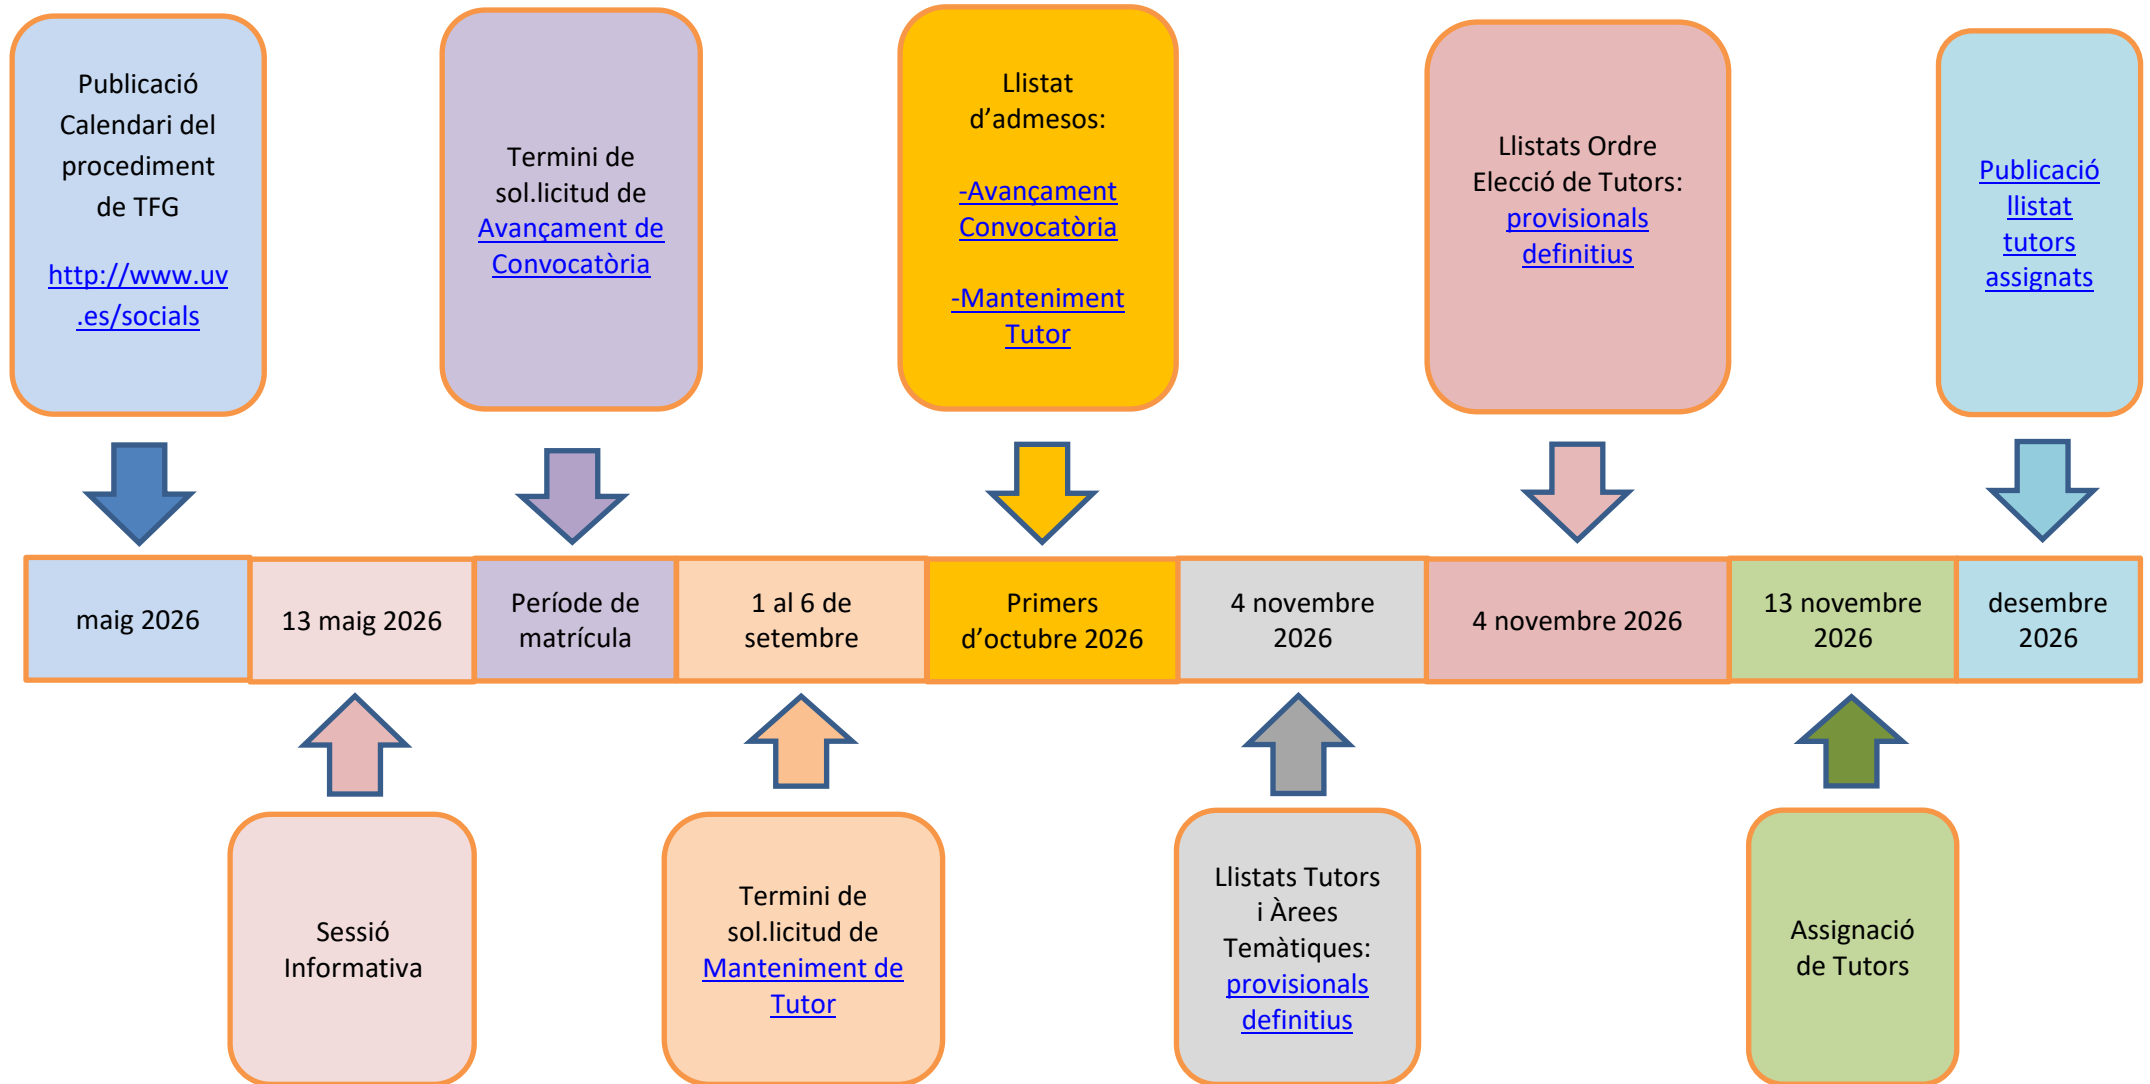 Publicació
Calendari del
procediment
de TFG
http://www.uv
.es/socials
Termini de
sol.licitud de
Avançament de
Convocatòria
Llistat
d’admesos:
-Avançament
Convocatòria
-Manteniment
Tutor
Llistats Ordre
Elecció de Tutors:
provisionals
definitius
Publicació
llistat
tutors
assignats
maig 2026
13 maig 2026
Període de
matrícula
1 al 6 de
setembre
Primers
d’octubre 2026
4 novembre
2026
4 novembre 2026
13 novembre
2026
desembre
2026
Sessió
Informativa
Termini de
sol.licitud de
Manteniment de
Tutor
Llistats Tutors
i Àrees
Temàtiques:
provisionals
definitius
Assignació
de Tutors